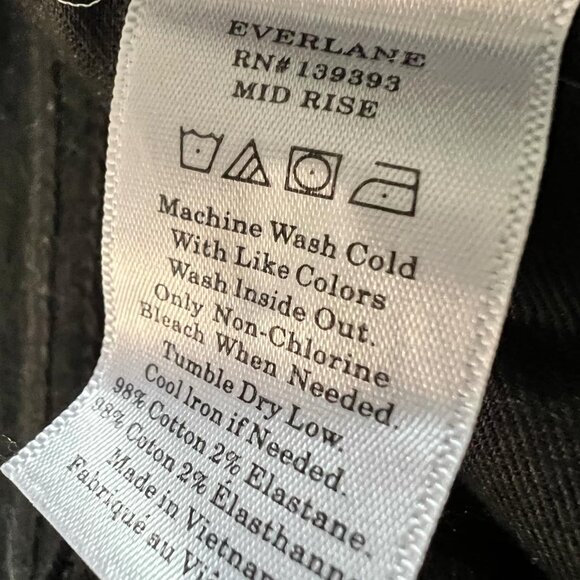 EVERLANE
RN# 139393
MID RISE
Machine Wash Cold
With Like Colors
Wash Inside Out.
Only Non-Chlorine
Bleach When Needed.
Tumble Dry Low.
Cool Iron if Needed.
98% Cotton 2% Elastane.
98% Coton 2% Élasthanne
Made in Vietnam
Fabriqué au